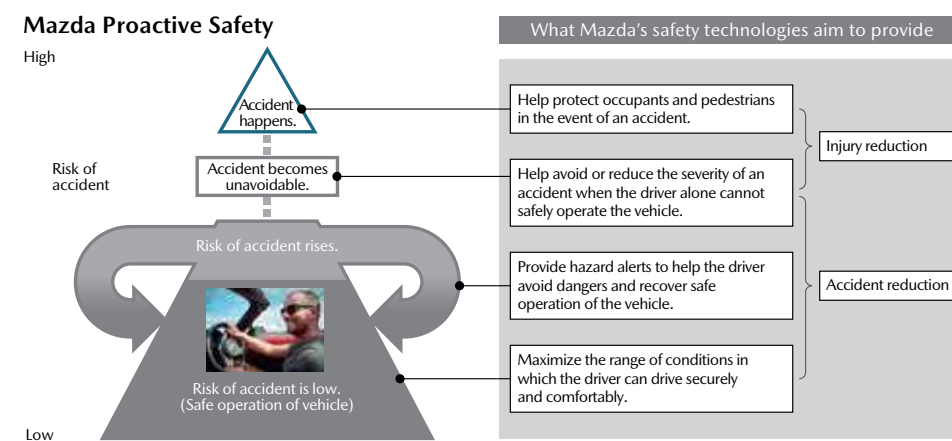 Mazda Proactive Safety
What Mazda's safety technologies aim to provide
High
Accident
happens.
Help protect occupants and pedestrians
in the event of an accident.
Injury reduction
Risk of
accident
Accident becomes
unavoidable.
Help avoid or reduce the severity of an
accident when the driver alone cannot
safely operate the vehicle.
Risk of accident rises.
Provide hazard alerts to help the driver
avoid dangers and recover safe
operation of the vehicle.
Accident reduction
Risk of accident is low.
(Safe operation of vehicle)
Maximize the range of conditions in
which the driver can drive securely
and comfortably.
Low